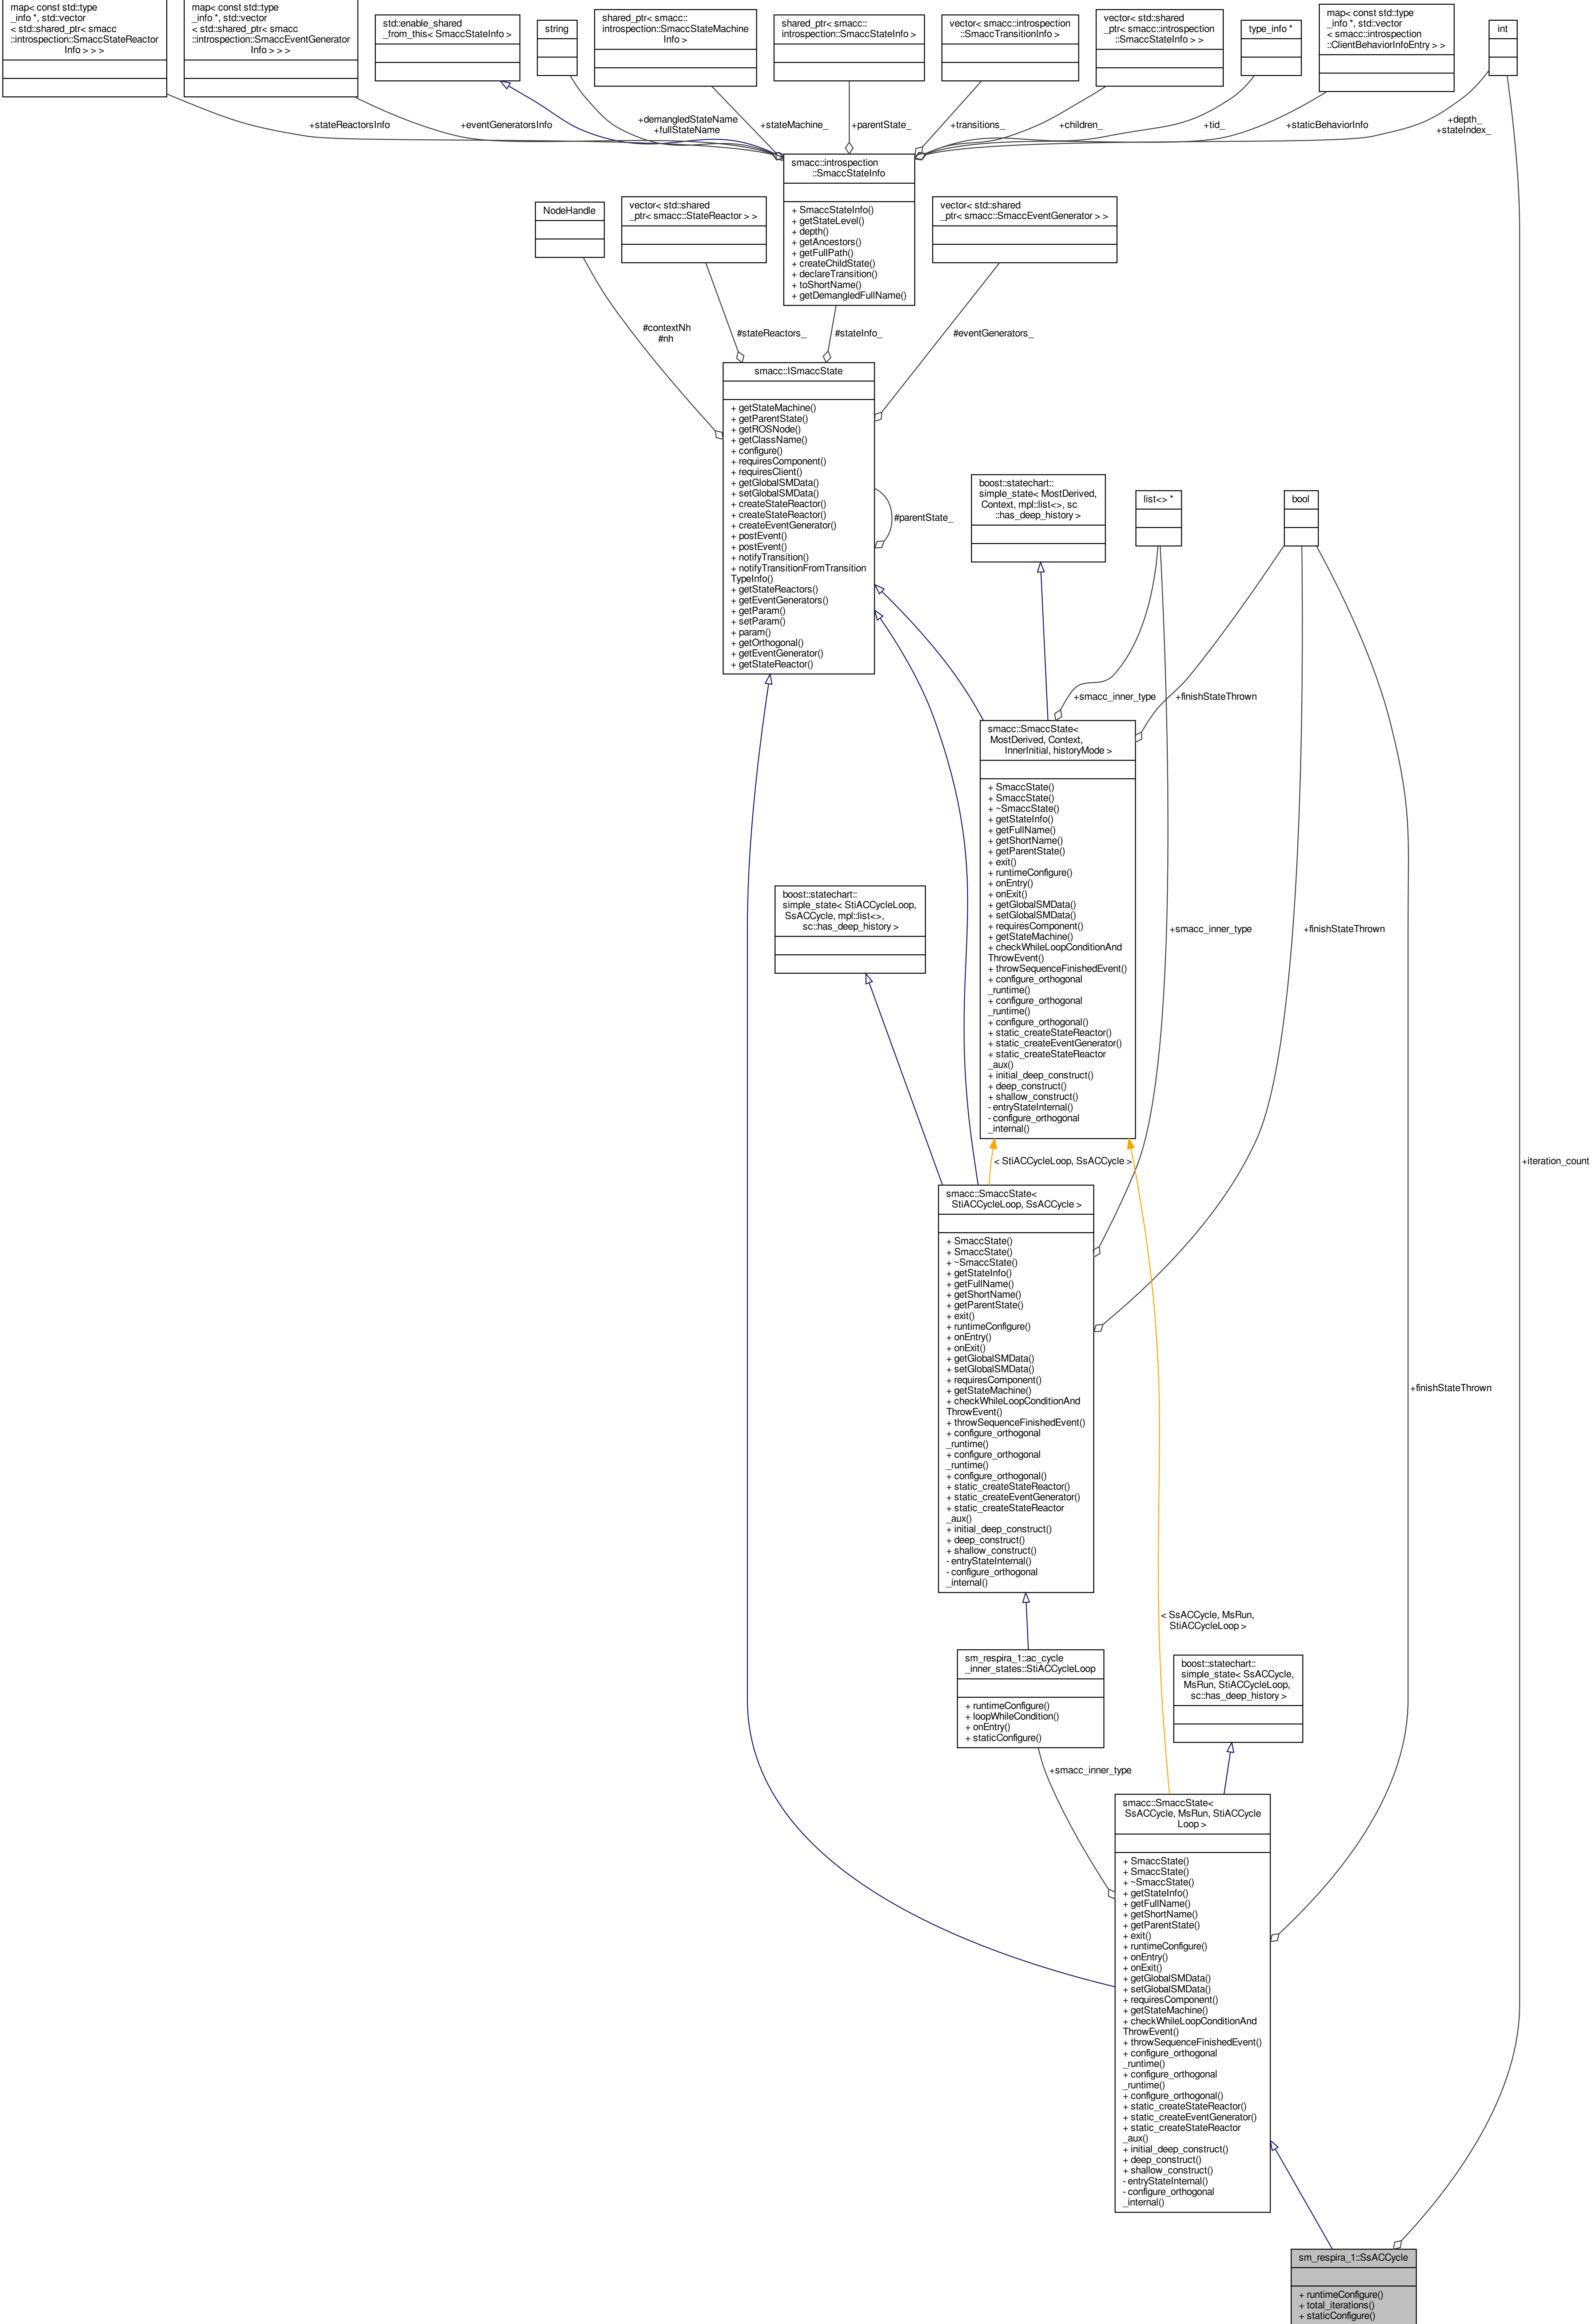 map< const std::type
_info *, std::vector
< std::shared_ptr< smacc
::introspection::SmaccStateReactor
Info > > >
map< const std::type
_info *, std::vector
< std::shared_ptr< smacc
::introspection::SmaccEventGenerator
Info > > >
std::enable_shared
_from_this< SmaccStateInfo >
string
shared_ptr< smacc::
introspection::SmaccStateMachine
Info >
shared_ptr< smacc::
introspection::SmaccStateInfo >
vector< smacc::introspection
::SmaccTransitionInfo >
vector< std::shared
_ptr< smacc::introspection
::SmaccStateInfo > >
type_info *
map< const std::type
_info *, std::vector
< smacc::introspection
::ClientBehaviorInfoEntry > >
int
+stateReactorsInfo
+eventGeneratorsInfo
+demangledStateName
+fullStateName
+stateMachine_
+parentState_
+transitions_
+children_
+tid_
+staticBehaviorInfo
+depth_
+stateIndex_
smacc::introspection
::SmaccStateInfo
+ SmaccStateInfo()
+ getStateLevel()
+ depth()
+ getAncestors()
+ getFullPath()
+ createChildState()
+ declareTransition()
+ toShortName()
+ getDemangledFullName()
NodeHandle
vector< std::shared
_ptr< smacc::StateReactor > >
vector< std::shared
_ptr< smacc::SmaccEventGenerator > >
#contextNh
#nh
#stateReactors_
#stateInfo_
#eventGenerators_
smacc::ISmaccState
+ getStateMachine()
+ getParentState()
+ getROSNode()
+ getClassName()
+ configure()
+ requiresComponent()
+ requiresClient()
+ getGlobalSMData()
+ setGlobalSMData()
+ createStateReactor()
+ createStateReactor()
+ createEventGenerator()
+ postEvent()
+ postEvent()
+ notifyTransition()
+ notifyTransitionFromTransition
TypeInfo()
+ getStateReactors()
+ getEventGenerators()
+ getParam()
+ setParam()
+ param()
+ getOrthogonal()
+ getEventGenerator()
+ getStateReactor()
#parentState_
boost::statechart::
simple_state< MostDerived,
Context, mpl::list<>, sc
::has_deep_history >
list<> *
bool
+smacc_inner_type
+finishStateThrown
smacc::SmaccState<
MostDerived, Context,
InnerInitial, historyMode >
+ SmaccState()
+ SmaccState()
+ ~SmaccState()
+ getStateInfo()
+ getFullName()
+ getShortName()
+ getParentState()
+ exit()
+ runtimeConfigure()
+ onEntry()
+ onExit()
+ getGlobalSMData()
+ setGlobalSMData()
+ requiresComponent()
+ getStateMachine()
+ checkWhileLoopConditionAnd
ThrowEvent()
+ throwSequenceFinishedEvent()
+ configure_orthogonal
_runtime()
+ configure_orthogonal
_runtime()
+ configure_orthogonal()
+ static_createStateReactor()
+ static_createEventGenerator()
+ static_createStateReactor
_aux()
+ initial_deep_construct()
+ deep_construct()
+ shallow_construct()
- entryStateInternal()
- configure_orthogonal
_internal()
boost::statechart::
simple_state< StiACCycleLoop,
SsACCycle, mpl::list<>,
sc::has_deep_history >
+smacc_inner_type
+finishStateThrown
< StiACCycleLoop, SsACCycle >
+iteration_count
smacc::SmaccState<
StiACCycleLoop, SsACCycle >
+ SmaccState()
+ SmaccState()
+ ~SmaccState()
+ getStateInfo()
+ getFullName()
+ getShortName()
+ getParentState()
+ exit()
+ runtimeConfigure()
+ onEntry()
+ onExit()
+ getGlobalSMData()
+ setGlobalSMData()
+ requiresComponent()
+ getStateMachine()
+ checkWhileLoopConditionAnd
ThrowEvent()
+ throwSequenceFinishedEvent()
+ configure_orthogonal
_runtime()
+ configure_orthogonal
_runtime()
+ configure_orthogonal()
+ static_createStateReactor()
+ static_createEventGenerator()
+ static_createStateReactor
_aux()
+ initial_deep_construct()
+ deep_construct()
+ shallow_construct()
- entryStateInternal()
- configure_orthogonal
_internal()
+finishStateThrown
< SsACCycle, MsRun,
StiACCycleLoop >
sm_respira_1::ac_cycle
_inner_states::StiACCycleLoop
+ runtimeConfigure()
+ loopWhileCondition()
+ onEntry()
+ staticConfigure()
boost::statechart::
simple_state< SsACCycle,
MsRun, StiACCycleLoop,
sc::has_deep_history >
+smacc_inner_type
smacc::SmaccState<
SsACCycle, MsRun, StiACCycle
Loop >
+ SmaccState()
+ SmaccState()
+ ~SmaccState()
+ getStateInfo()
+ getFullName()
+ getShortName()
+ getParentState()
+ exit()
+ runtimeConfigure()
+ onEntry()
+ onExit()
+ getGlobalSMData()
+ setGlobalSMData()
+ requiresComponent()
+ getStateMachine()
+ checkWhileLoopConditionAnd
ThrowEvent()
+ throwSequenceFinishedEvent()
+ configure_orthogonal
_runtime()
+ configure_orthogonal
_runtime()
+ configure_orthogonal()
+ static_createStateReactor()
+ static_createEventGenerator()
+ static_createStateReactor
_aux()
+ initial_deep_construct()
+ deep_construct()
+ shallow_construct()
- entryStateInternal()
- configure_orthogonal
_internal()
sm_respira_1::SsACCycle
+ runtimeConfigure()
+ total_iterations()
+ staticConfigure()